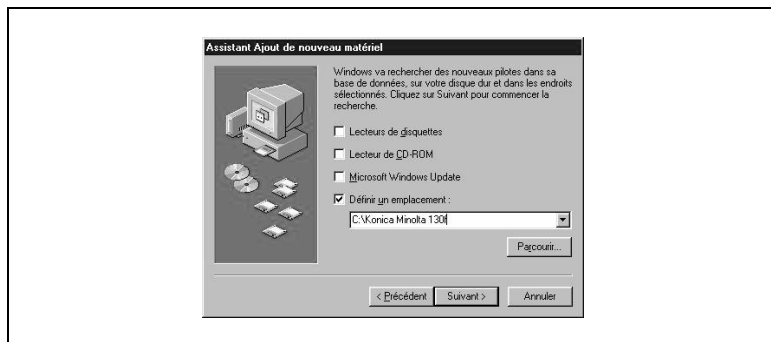 Assistant Ajout de nouveau matériel
Windows va rechercher des nouveaux pilotes dans sa
base de données, sur votre disque dur et dans les endroits
sélectionnés. Cliquez sur Suivant pour commencer la
recherche.
Lecteurs de disquettes
Lecteur de CD-ROM
Microsoft Windows Update
Définir un emplacement :
C:\Konica Minolta 130f
Parcourir...
< Précédent
Suivant >
Annuler